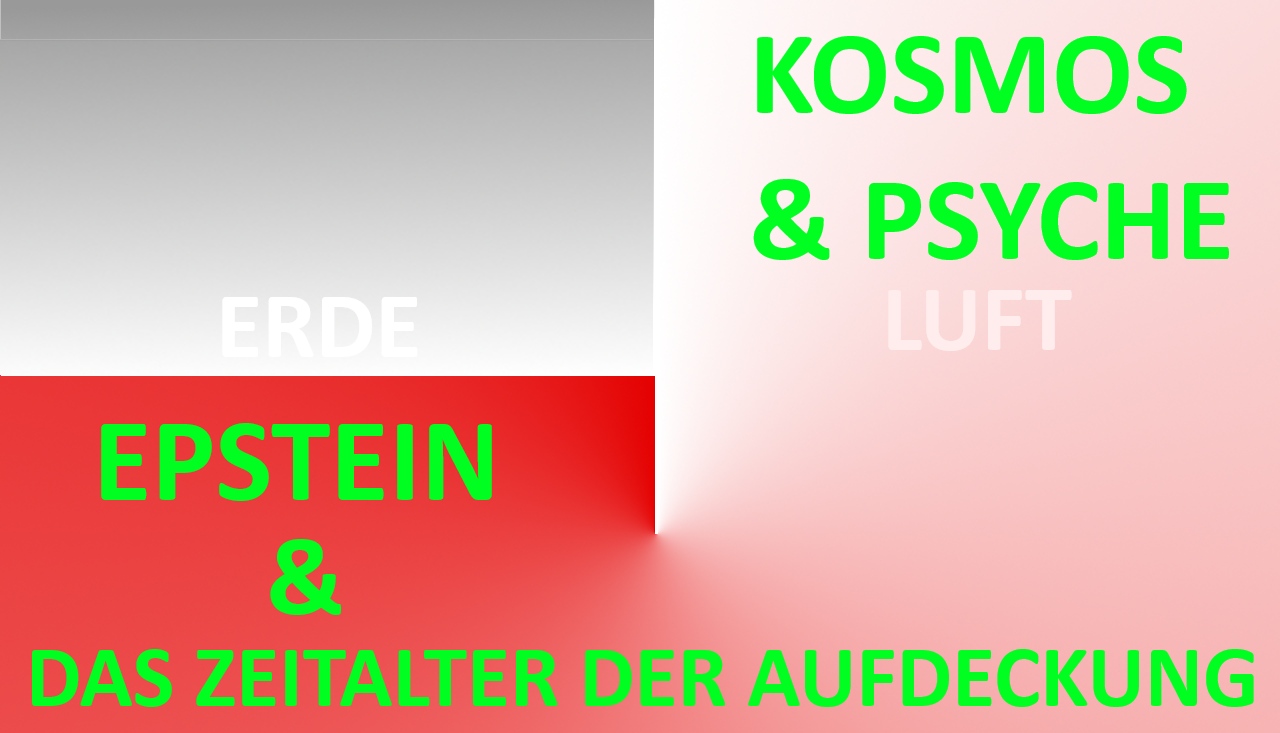 KOSMOS
& PSYCHE
ERDE
LUFT
EPSTEIN
&
DAS ZEITALTER DER AUFDECKUNG